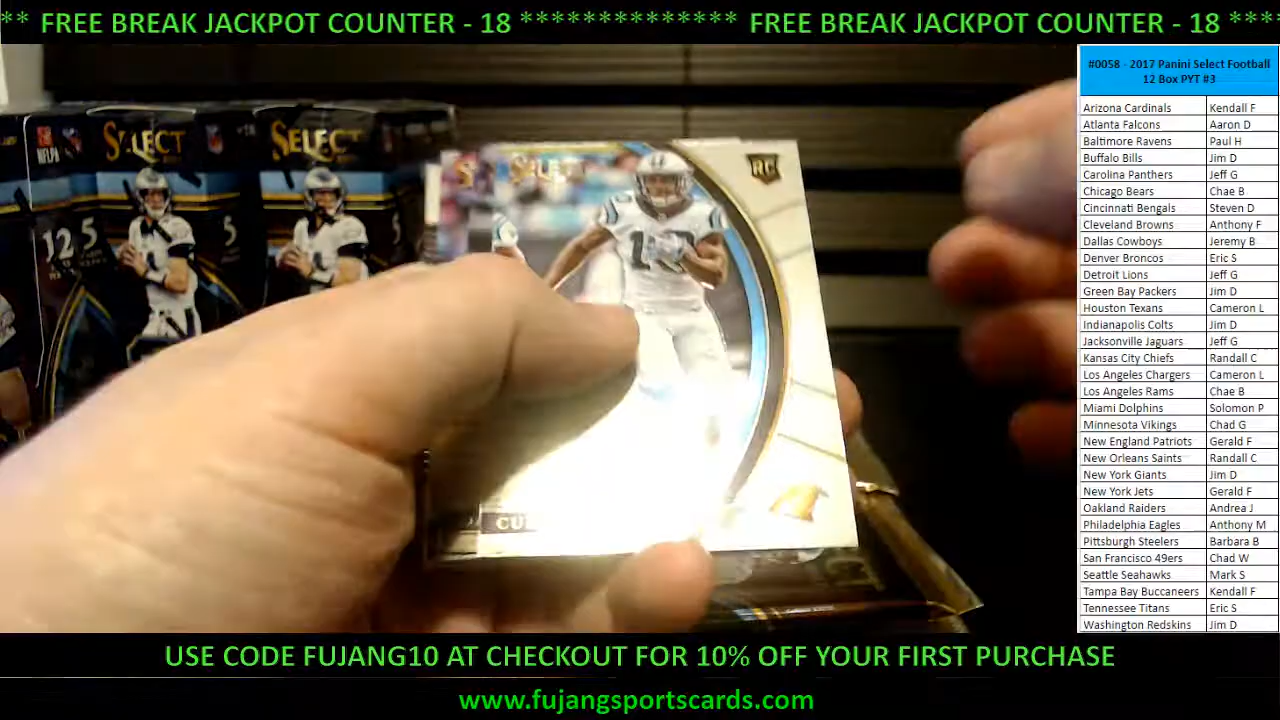 ** FREE BREAK JACKPOT COUNTER - 18 ************** FREE BREAK JACKPOT COUNTER - 18 ****
#0058 - 2017 Panini Select Football
12 Box PYT #3
Arizona Cardinals Kendall F
Atlanta Falcons Aaron D
Baltimore Ravens Paul H
Buffalo Bills Jim D
Carolina Panthers Jeff G
Chicago Bears Chae B
Cincinnati Bengals Steven D
Cleveland Browns Anthony F
Dallas Cowboys Jeremy B
Denver Broncos Eric S
Detroit Lions Jeff G
Green Bay Packers Jim D
Houston Texans Cameron L
Indianapolis Colts Jim D
Jacksonville Jaguars Jeff G
Kansas City Chiefs Randall C
Los Angeles Chargers Cameron L
Los Angeles Rams Chae B
Miami Dolphins Solomon P
Minnesota Vikings Chad G
New England Patriots Gerald F
New Orleans Saints Randall C
New York Giants Jim D
New York Jets Gerald F
Oakland Raiders Andrea J
Philadelphia Eagles Anthony M
Pittsburgh Steelers Barbara B
San Francisco 49ers Chad W
Seattle Seahawks Mark S
Tampa Bay Buccaneers Kendall F
Tennessee Titans Eric S
Washington Redskins Jim D
SELECT
SELECT
12 5
5
5
SELECT
RC
CU
USE CODE FUJANG10 AT CHECKOUT FOR 10% OFF YOUR FIRST PURCHASE
www.fujangsportscards.com